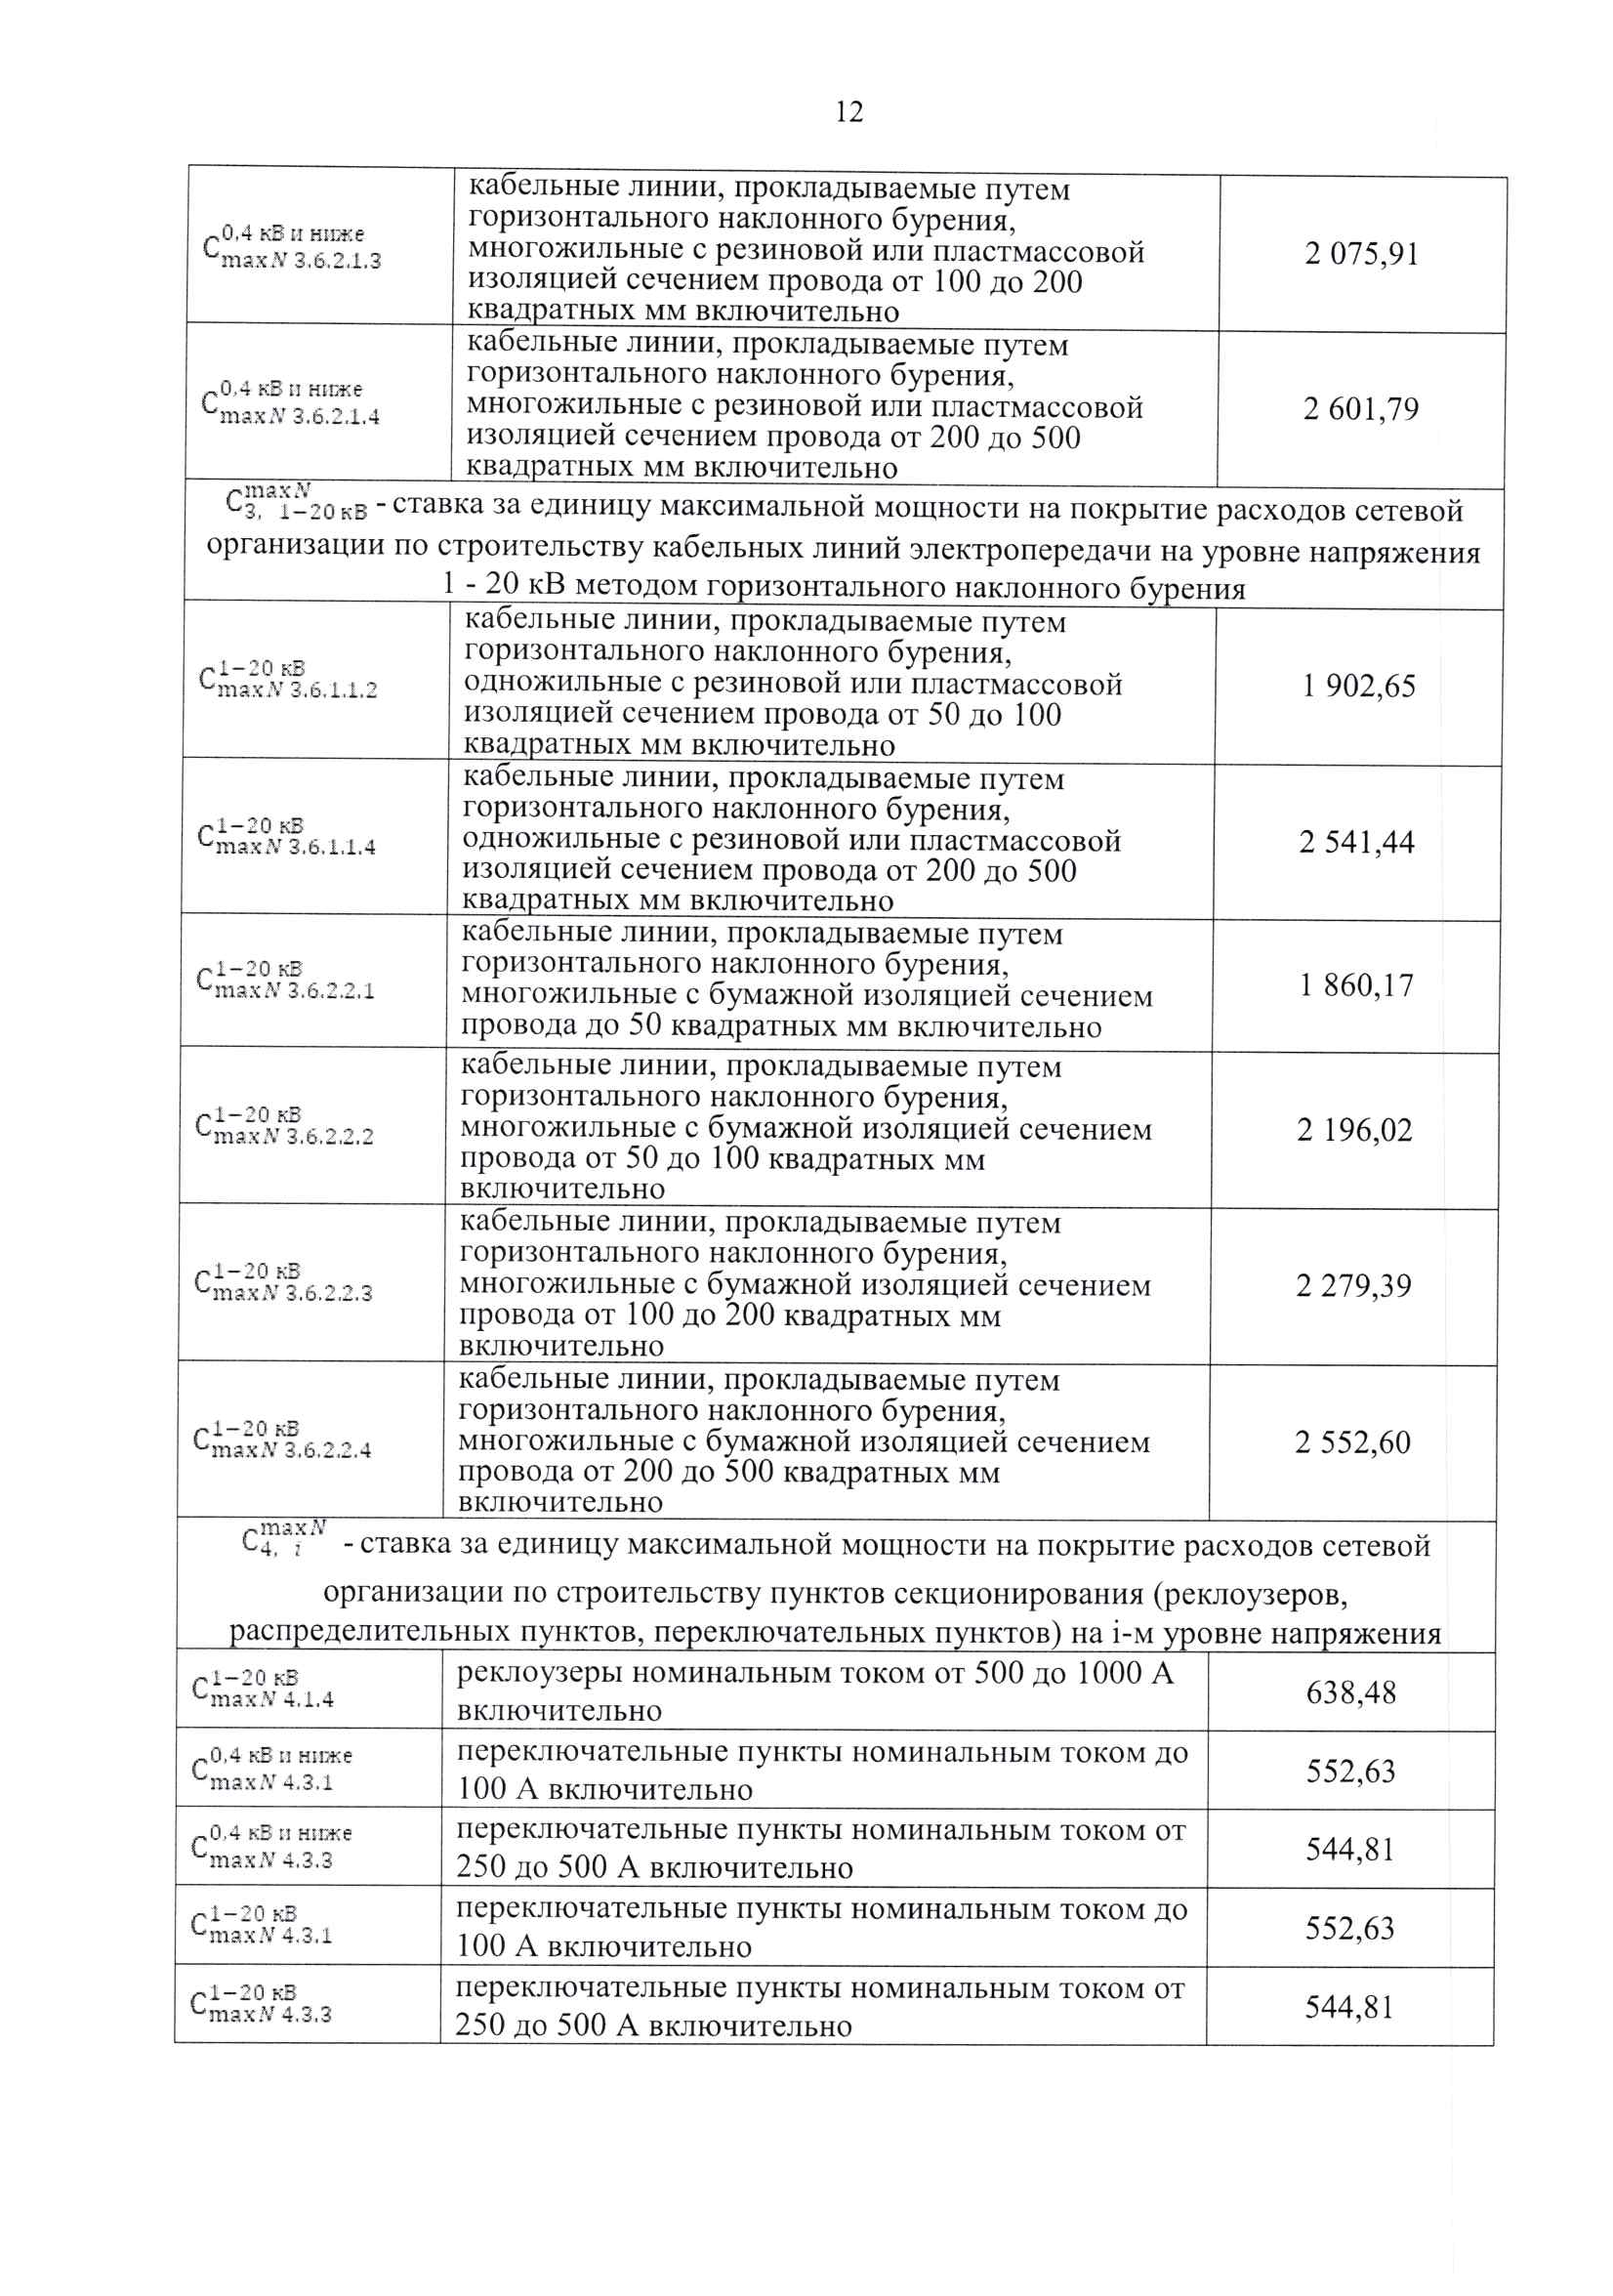 12
C 0,4 кВ и ниже maxN 3.6.2.1.3
кабельные линии, прокладываемые путем
горизонтального наклонного бурения,
многожильные с резиновой или пластмассовой
изоляцией сечением провода от 100 до 200
квадратных мм включительно
2 075,91
C 0,4 кВ и ниже maxN 3.6.2.1.4
кабельные линии, прокладываемые путем
горизонтального наклонного бурения,
многожильные с резиновой или пластмассовой
изоляцией сечением провода от 200 до 500
квадратных мм включительно
2 601,79
C maxN 3, 1–20 кВ - ставка за единицу максимальной мощности на покрытие расходов сетевой
организации по строительству кабельных линий электропередачи на уровне напряжения
1 - 20 кВ методом горизонтального наклонного бурения
C 1–20 кВ maxN 3.6.1.1.2
кабельные линии, прокладываемые путем
горизонтального наклонного бурения,
одножильные с резиновой или пластмассовой
изоляцией сечением провода от 50 до 100
квадратных мм включительно
1 902,65
C 1–20 кВ maxN 3.6.1.1.4
кабельные линии, прокладываемые путем
горизонтального наклонного бурения,
одножильные с резиновой или пластмассовой
изоляцией сечением провода от 200 до 500
квадратных мм включительно
2 541,44
C 1–20 кВ maxN 3.6.2.2.1
кабельные линии, прокладываемые путем
горизонтального наклонного бурения,
многожильные с бумажной изоляцией сечением
провода до 50 квадратных мм включительно
1 860,17
C 1–20 кВ maxN 3.6.2.2.2
кабельные линии, прокладываемые путем
горизонтального наклонного бурения,
многожильные с бумажной изоляцией сечением
провода от 50 до 100 квадратных мм
включительно
2 196,02
C 1–20 кВ maxN 3.6.2.2.3
кабельные линии, прокладываемые путем
горизонтального наклонного бурения,
многожильные с бумажной изоляцией сечением
провода от 100 до 200 квадратных мм
включительно
2 279,39
C 1–20 кВ maxN 3.6.2.2.4
кабельные линии, прокладываемые путем
горизонтального наклонного бурения,
многожильные с бумажной изоляцией сечением
провода от 200 до 500 квадратных мм
включительно
2 552,60
C maxN 4, i - ставка за единицу максимальной мощности на покрытие расходов сетевой
организации по строительству пунктов секционирования (реклоузеров,
распределительных пунктов, переключательных пунктов) на i-м уровне напряжения
C 1–20 кВ maxN 4.1.4
реклоузеры номинальным током от 500 до 1000 А
включительно
638,48
C 0,4 кВ и ниже maxN 4.3.1
переключательные пункты номинальным током до
100 А включительно
552,63
C 0,4 кВ и ниже maxN 4.3.3
переключательные пункты номинальным током от
250 до 500 А включительно
544,81
C 1–20 кВ maxN 4.3.1
переключательные пункты номинальным током до
100 А включительно
552,63
C 1–20 кВ maxN 4.3.3
переключательные пункты номинальным током от
250 до 500 А включительно
544,81